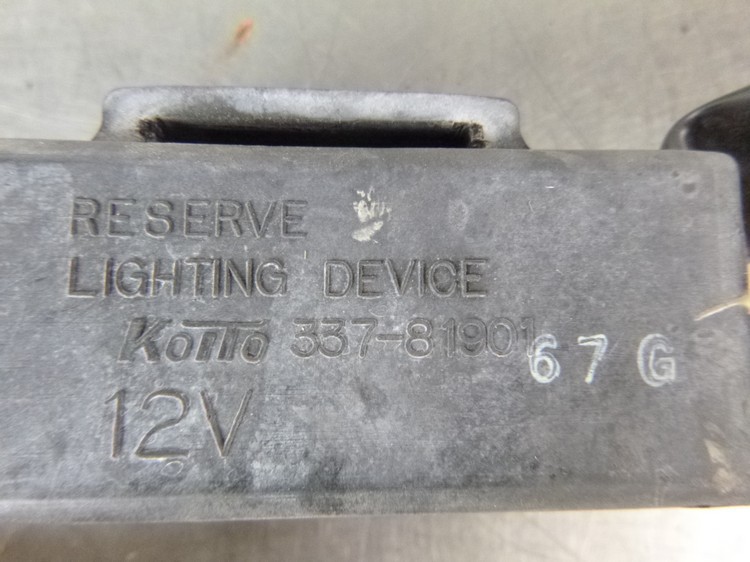 RESERVE
LIGHTING DEVICE
KOITO 337-81901
67G
12V